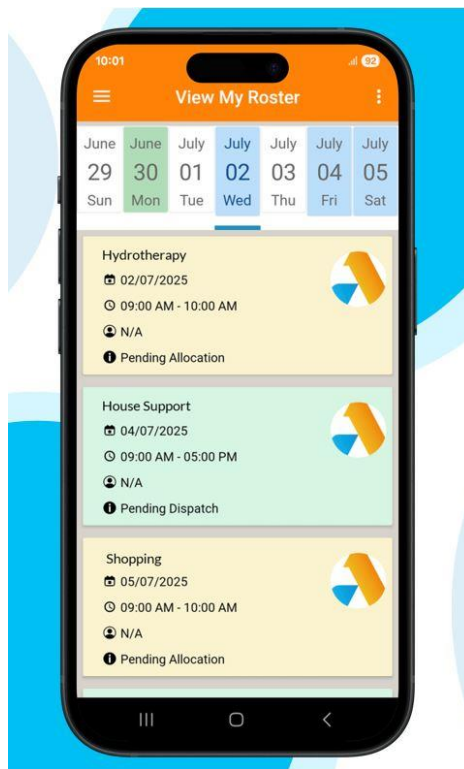 10:01
92
View My Roster
June June July July July July July
29 30 01 02 03 04 05
Sun Mon Tue Wed Thu Fri Sat
Hydrotherapy
02/07/2025
09:00 AM - 10:00 AM
N/A
Pending Allocation
House Support
04/07/2025
09:00 AM - 05:00 PM
N/A
Pending Dispatch
Shopping
05/07/2025
09:00 AM - 10:00 AM
N/A
Pending Allocation